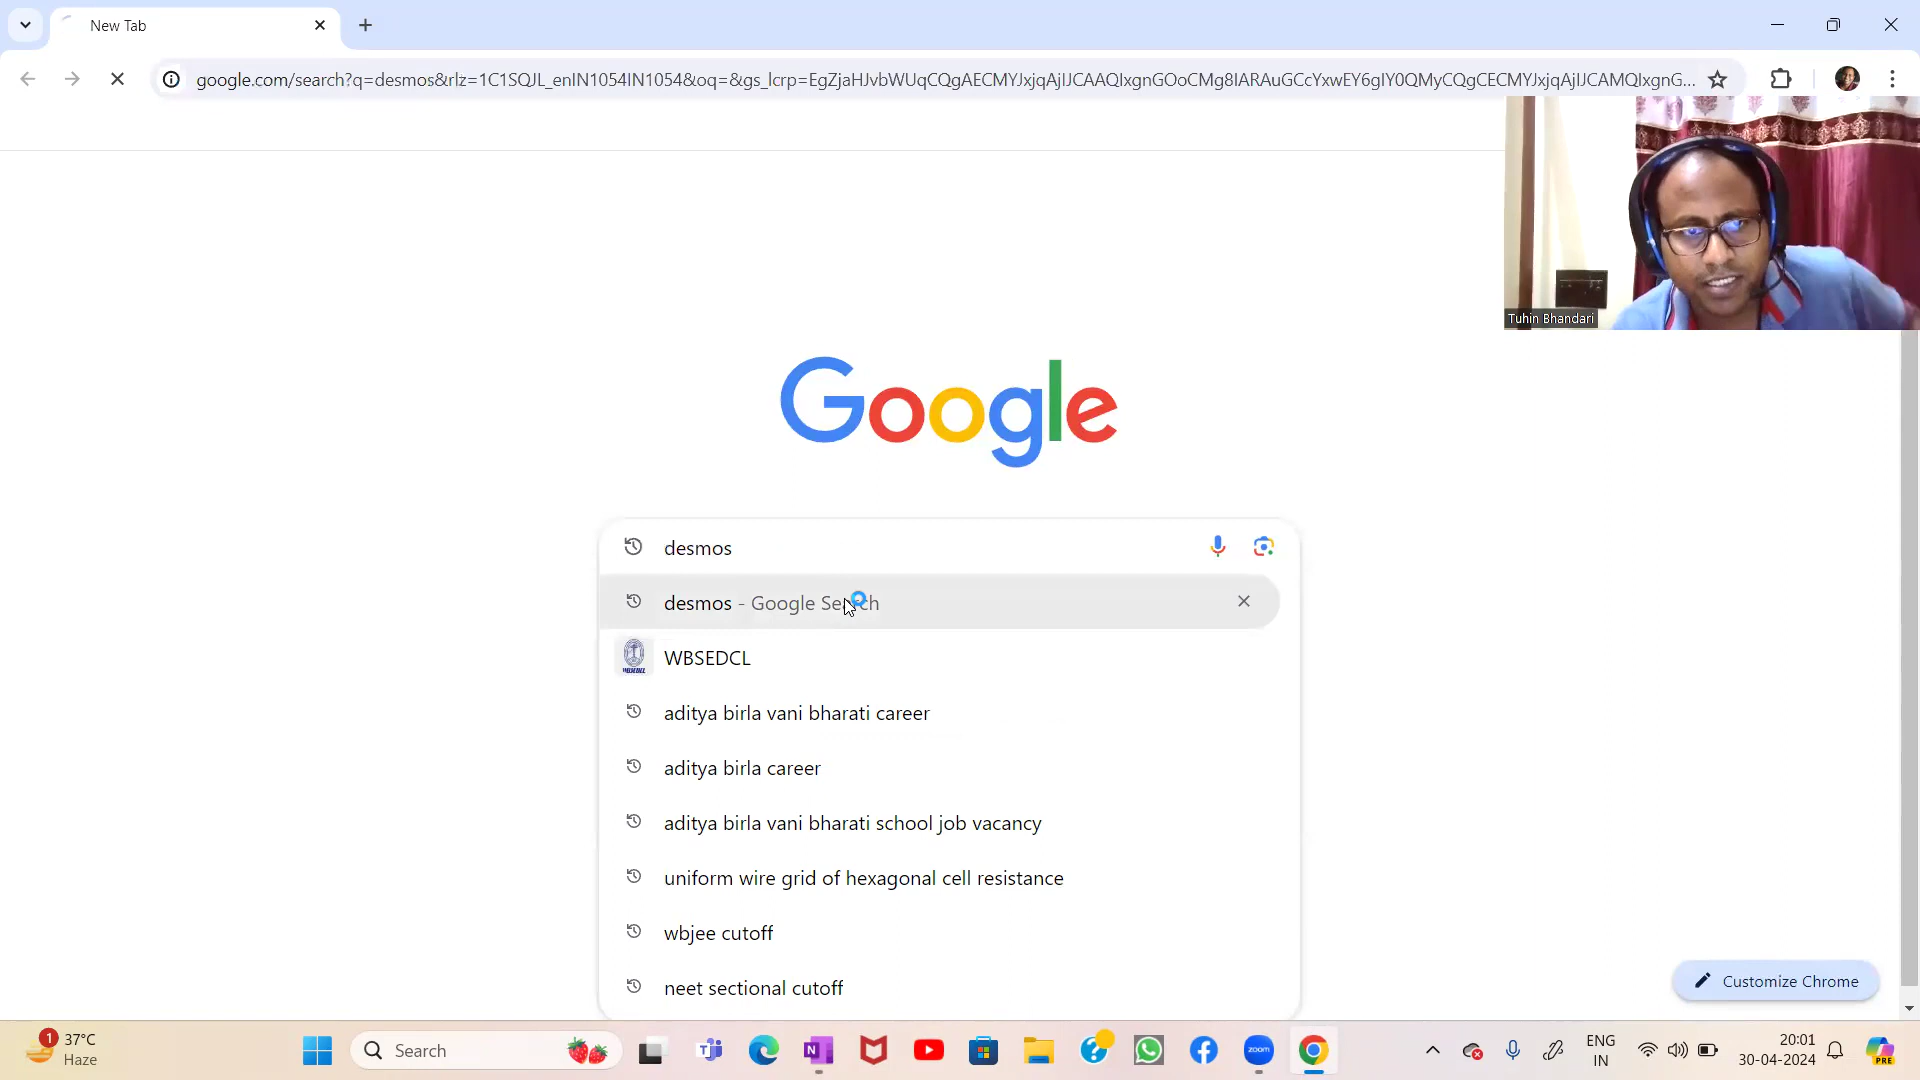 New Tab
google.com/search?q=desmos&rlz=1C1SQJL_enIN1054IN1054&oq=&gs_lcrp=EgZjaHJvbWUqCQgAECMYJxjqAjIJCAAQIxgnGOoCMg8IARAuGCcYxwEY6gIY0QMyCQgCECMYJxjqAjIJCAMQIxgnG...
Tuhin Bhandari
Google
desmos
desmos - Google Search
WBSEDCL
aditya birla vani bharati career
aditya birla career
aditya birla vani bharati school job vacancy
uniform wire grid of hexagonal cell resistance
wbjee cutoff
neet sectional cutoff
Customize Chrome
1
37°C
Haze
Search
zoom
ENG
IN
20:01
30-04-2024
PRE